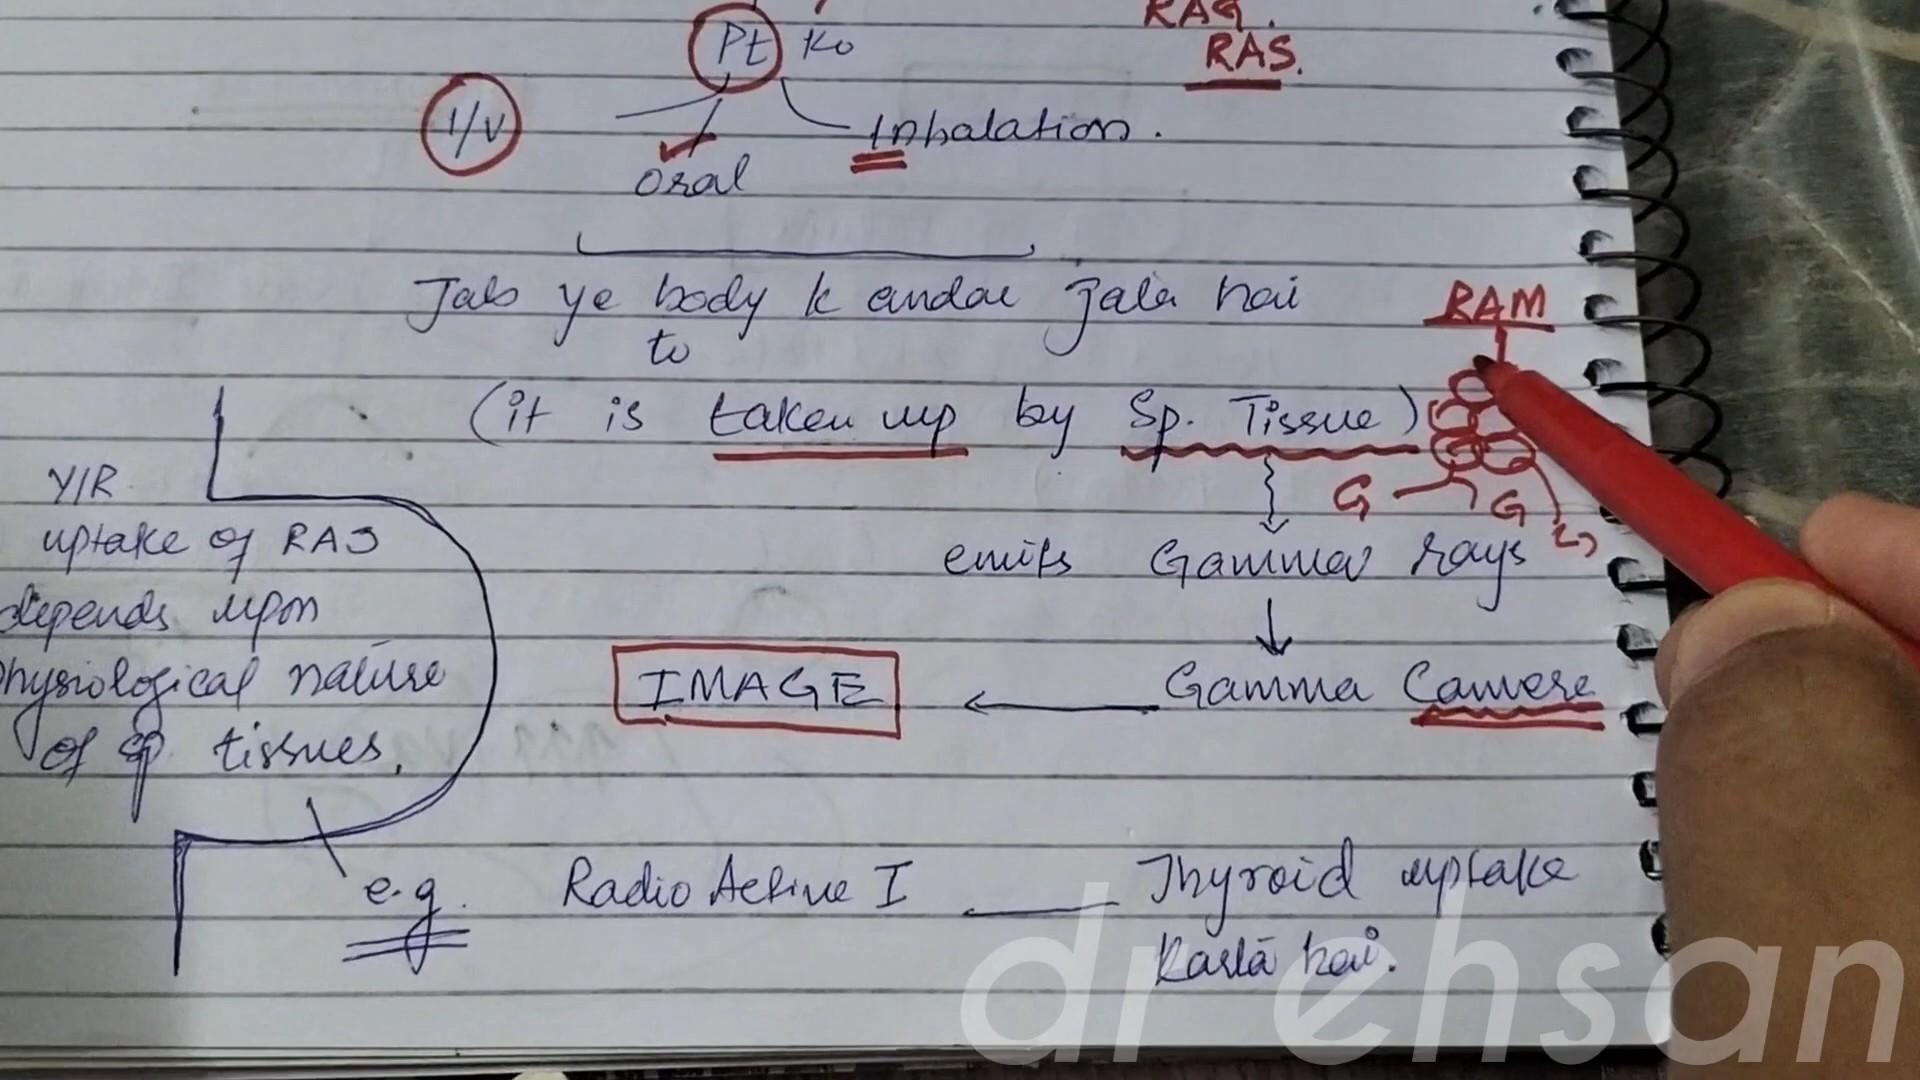 RAG.
Pt Ko
RAS.
I/V
Inhalation.
oral
Jab ye body k andar Jata hai
RAM
to
(it is taken up by Sp. Tissue)
G G
Y/R
uptake of RAS
depends upon
Physiological nature
of sp tissues.
emits Gamma rays
Gamma Camera
IMAGE
e.g. Radio Active I — Thyroid uptake
Karta hai.
dr ehsan